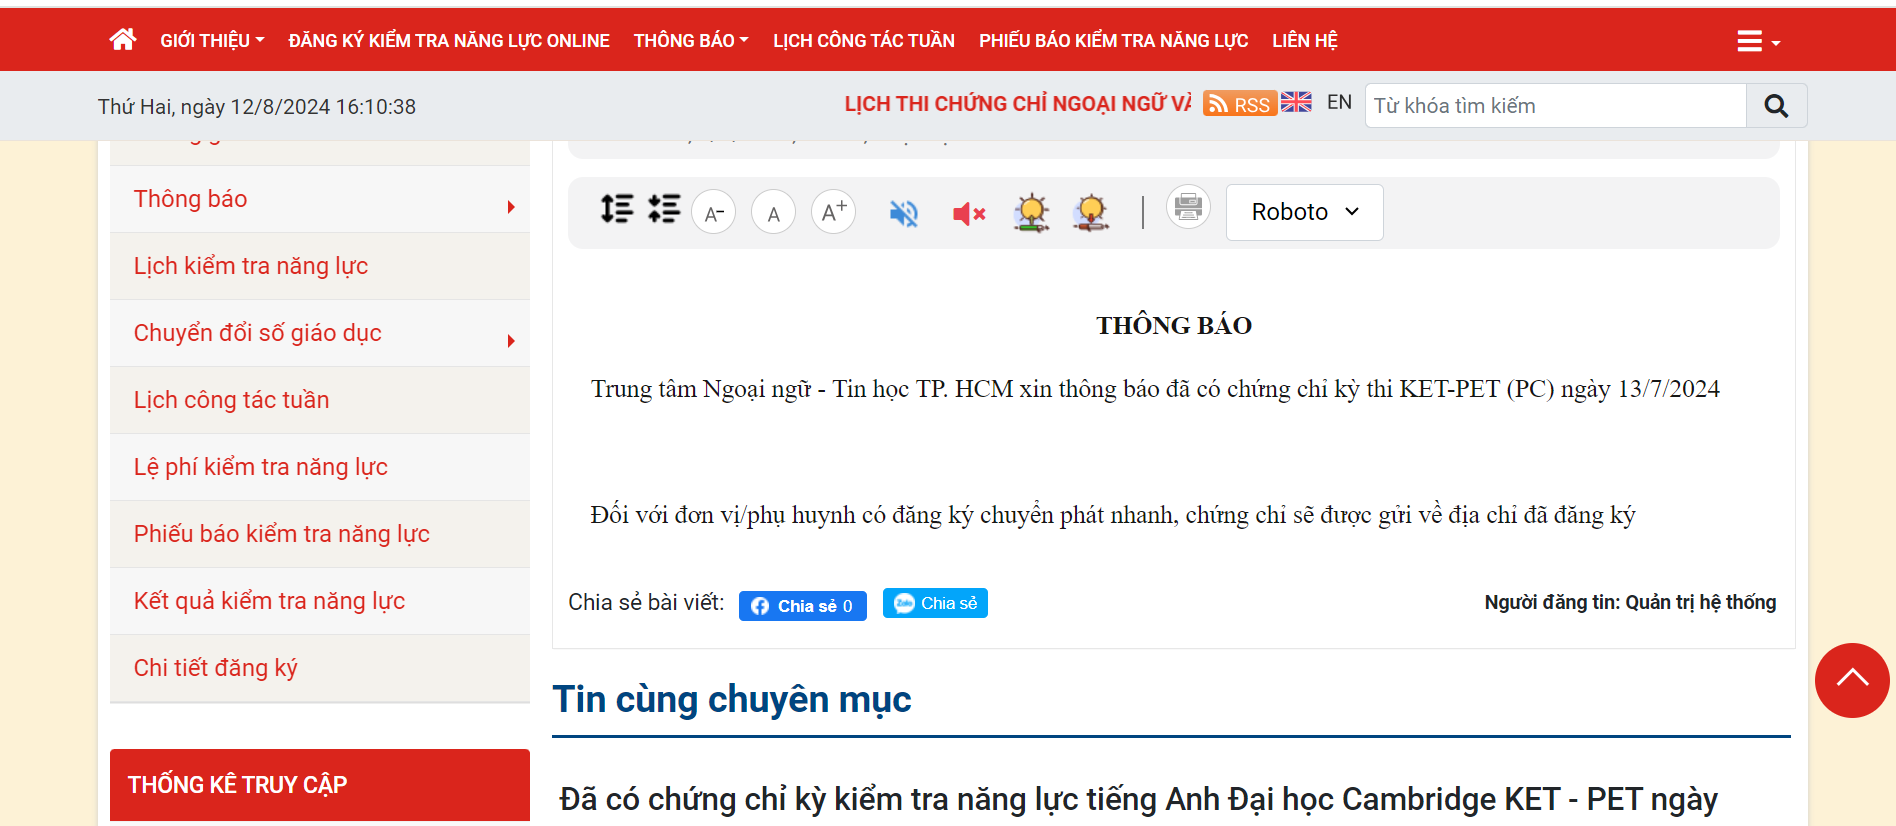 GIỚI THIỆU ĐĂNG KÝ KIỂM TRA NĂNG LỰC ONLINE THÔNG BÁO LỊCH CÔNG TÁC TUẦN PHIẾU BÁO KIỂM TRA NĂNG LỰC LIÊN HỆ
Thứ Hai, ngày 12/8/2024 16:10:38
LỊCH THI CHỨNG CHỈ NGOẠI NGỮ VÀ
RSS
EN
Từ khóa tìm kiếm
Thông báo
Lịch kiểm tra năng lực
Chuyển đổi số giáo dục
Lịch công tác tuần
Lệ phí kiểm tra năng lực
Phiếu báo kiểm tra năng lực
Kết quả kiểm tra năng lực
Chi tiết đăng ký
THỐNG KÊ TRUY CẬP
A- A A+ Roboto
THÔNG BÁO
Trung tâm Ngoại ngữ - Tin học TP. HCM xin thông báo đã có chứng chỉ kỳ thi KET-PET (PC) ngày 13/7/2024
Đối với đơn vị/phụ huynh có đăng ký chuyển phát nhanh, chứng chỉ sẽ được gửi về địa chỉ đã đăng ký
Chia sẻ bài viết: Chia sẻ 0 Zalo Chia sẻ
Người đăng tin: Quản trị hệ thống
Tin cùng chuyên mục
Đã có chứng chỉ kỳ kiểm tra năng lực tiếng Anh Đại học Cambridge KET - PET ngày